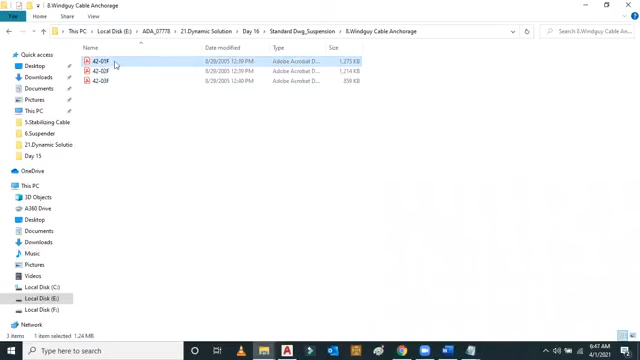 8.Windguy Cable Anchorage
File Home Share View
This PC > Local Disk (E:) > ADA_07778 > 21.Dynamic Solution > Day 16 > Standard Dwg_Suspension > 8.Windguy Cable Anchorage
Search 8.Windguy Cable An...
Name Date modified Type Size
42-01F 8/29/2005 12:39 PM Adobe Acrobat D... 1,275 KB
42-02F 8/29/2005 12:39 PM Adobe Acrobat D... 1,214 KB
42-03F 8/29/2005 12:40 PM Adobe Acrobat D... 859 KB
Quick access
Desktop
Downloads
Documents
Pictures
This PC
5.Stabilizing Cable
6.Suspender
21.Dynamic Solutio
Day 15
OneDrive
This PC
3D Objects
A360 Drive
Desktop
Documents
Downloads
Music
Pictures
Videos
Local Disk (C:)
Local Disk (E:)
Local Disk (F:)
Network
3 items 1 item selected 1.24 MB
Type here to search
6:47 AM
4/1/2021